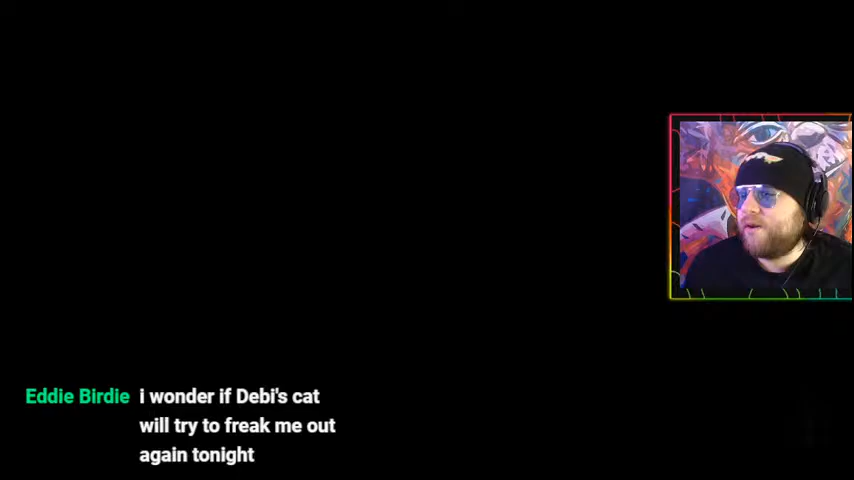 Eddie Birdie i wonder if Debi's cat
will try to freak me out
again tonight